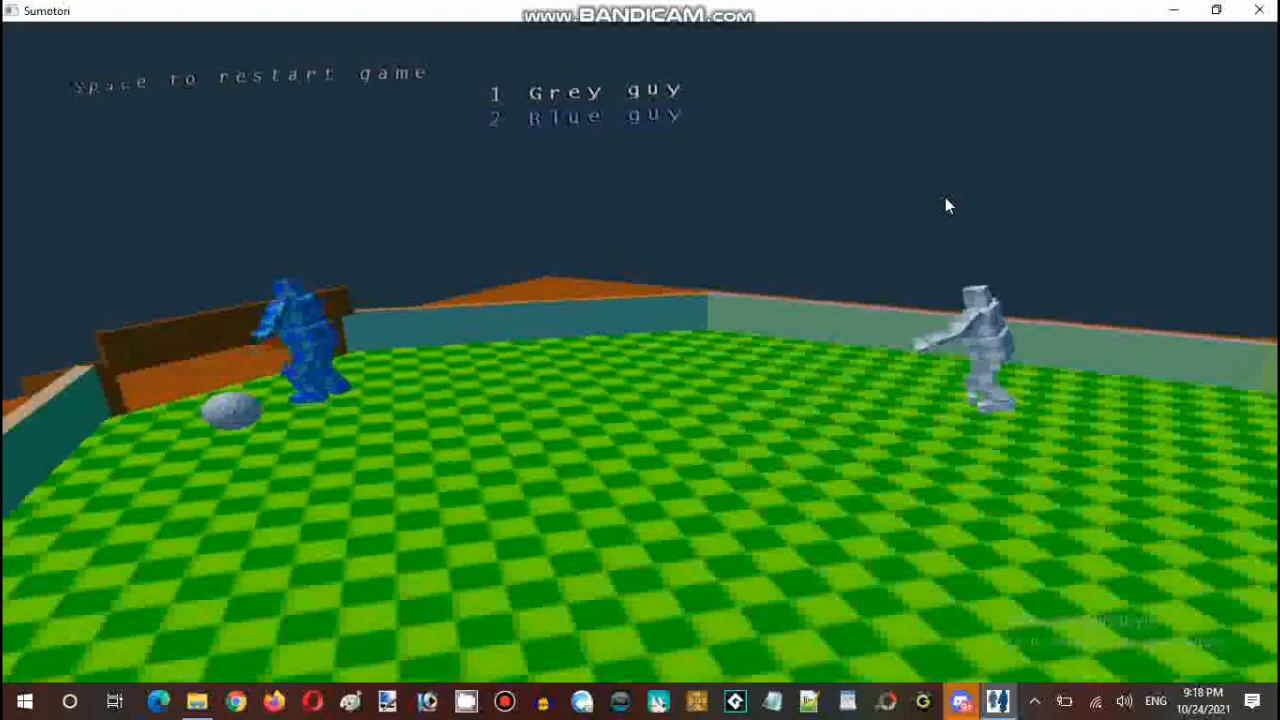 Sumotori
www.BANDICAM.com
Space to restart game
1 Grey guy
2 Blue guy
ENG
9:18 PM
10/24/2021